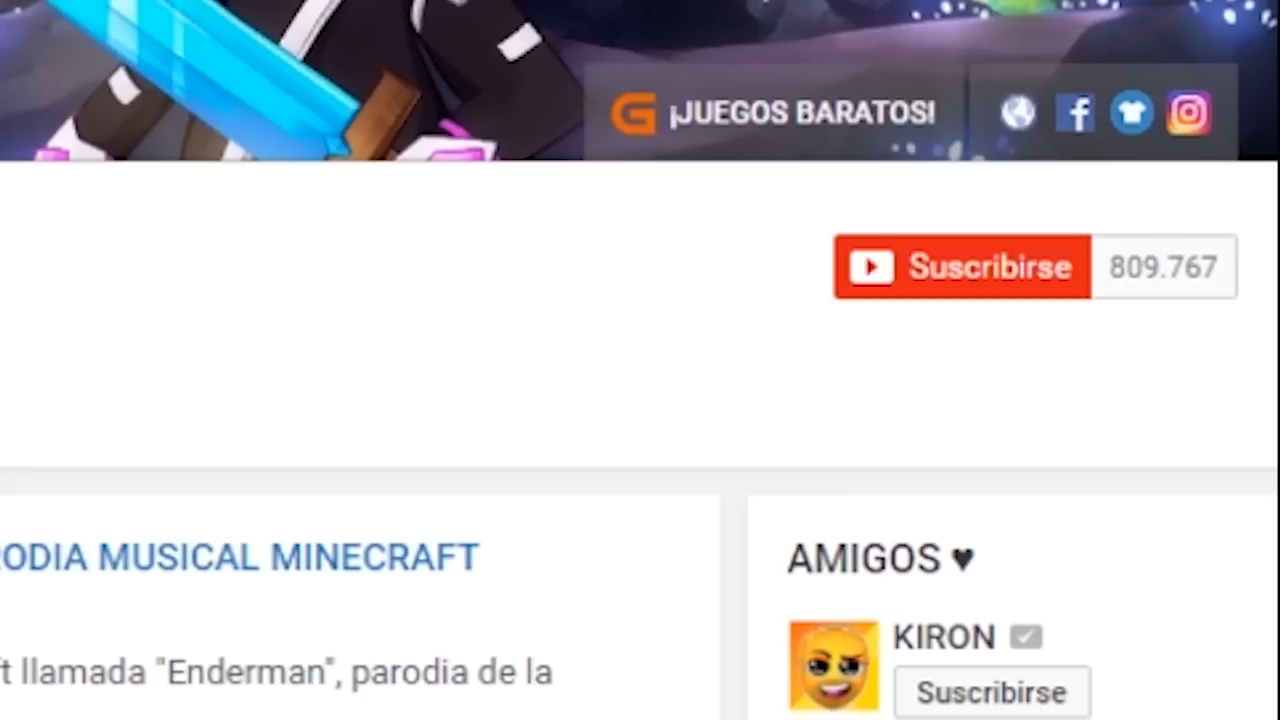 ¡JUEGOS BARATOS!
Suscribirse 809.767
ODIA MUSICAL MINECRAFT
llamada "Enderman", parodia de la
AMIGOS ♥
KIRON
Suscribirse